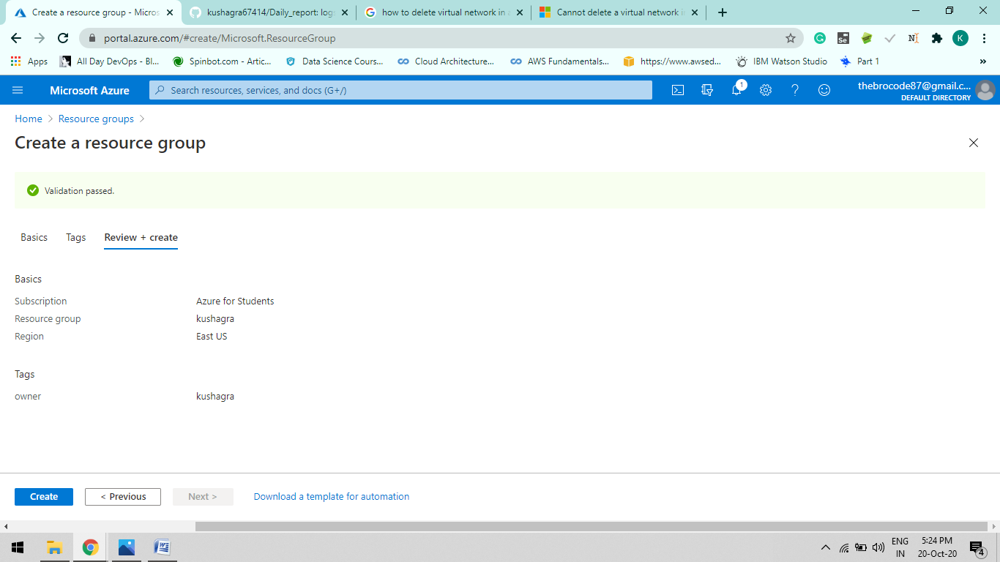 Create a resource group - Micros
kushagra67414/Daily_report: log
how to delete virtual network in a
Cannot delete a virtual network i
portal.azure.com/#create/Microsoft.ResourceGroup
K
Apps
All Day DevOps - Bl...
Spinbot.com - Artic...
Data Science Cours...
Cloud Architecture...
AWS Fundamentals...
https://www.awsed...
IBM Watson Studio
Part 1
»
Microsoft Azure
Search resources, services, and docs (G+/)
1
thebrocode87@gmail.c...
DEFAULT DIRECTORY
Home > Resource groups >
Create a resource group
Validation passed.
Basics Tags Review + create
Basics
Subscription Azure for Students
Resource group kushagra
Region East US
Tags
owner kushagra
Create < Previous Next > Download a template for automation
ENG
IN
5:24 PM
20-Oct-20
4